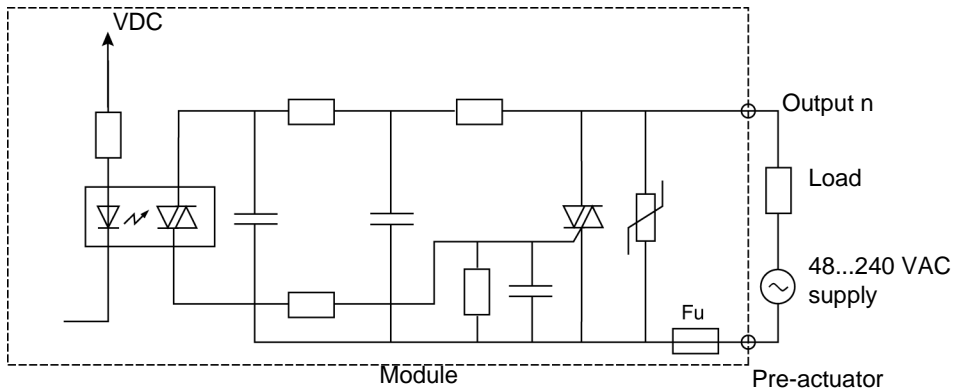 VDC
Output n
Load
48...240 VAC
supply
Fu
Module
Pre-actuator